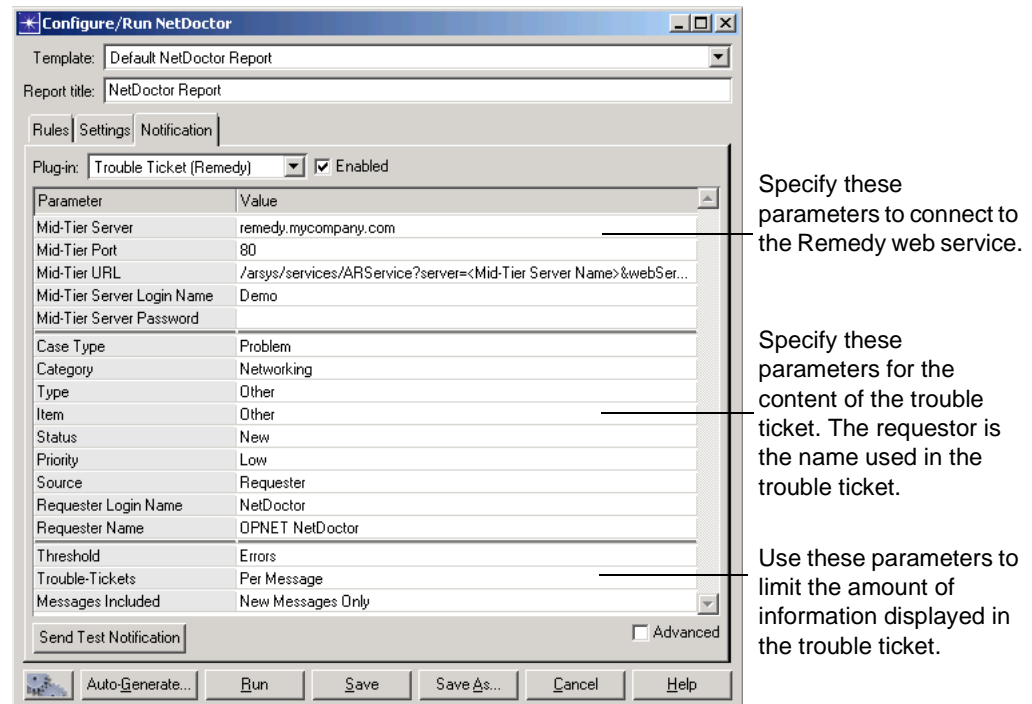 Configure/Run NetDoctor
Template: Default NetDoctor Report
Report title: NetDoctor Report
Rules Settings Notification
Plug-in: Trouble Ticket (Remedy) Enabled
Parameter Value
Mid-Tier Server remedy.mycompany.com
Mid-Tier Port 80
Mid-Tier URL /arsys/services/ARService?server=<Mid-Tier Server Name>&webSer...
Mid-Tier Server Login Name Demo
Mid-Tier Server Password
Case Type Problem
Category Networking
Type Other
Item Other
Status New
Priority Low
Source Requester
Requester Login Name NetDoctor
Requester Name OPNET NetDoctor
Threshold Errors
Trouble-Tickets Per Message
Messages Included New Messages Only
Send Test Notification Advanced
Auto-Generate... Run Save Save As... Cancel Help
Specify these
parameters to connect to
the Remedy web service.
Specify these
parameters for the
content of the trouble
ticket. The requestor is
the name used in the
trouble ticket.
Use these parameters to
limit the amount of
information displayed in
the trouble ticket.